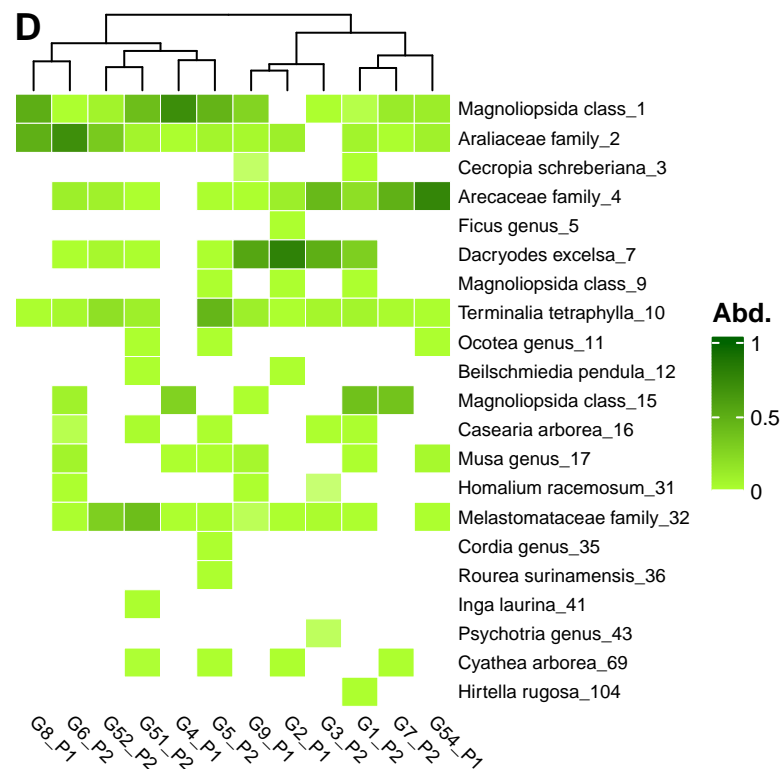 D
Magnoliopsida class_1
Araliaceae family_2
Cecropia schreberiana_3
Arecaceae family_4
Ficus genus_5
Dacryodes excelsa_7
Magnoliopsida class_9
Terminalia tetraphylla_10
Ocotea genus_11
Beilschmiedia pendula_12
Magnoliopsida class_15
Casearia arborea_16
Musa genus_17
Homalium racemosum_31
Melastomataceae family_32
Cordia genus_35
Rourea surinamensis_36
Inga laurina_41
Psychotria genus_43
Cyathea arborea_69
Hirtella rugosa_104
Abd.
1
0.5
0
G8_P1
G6_P2
G52_P2
G51_P2
G4_P1
G5_P2
G9_P1
G2_P1
G3_P2
G1_P2
G7_P2
G54_P1